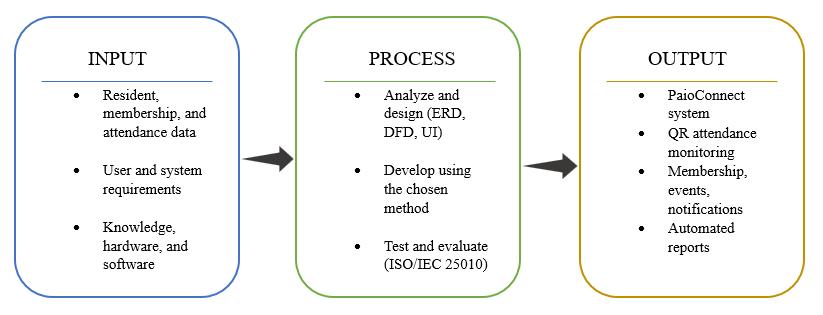 INPUT
• Resident,
membership, and
attendance data
• User and system
requirements
• Knowledge,
hardware, and
software
PROCESS
• Analyze and
design (ERD,
DFD, UI)
• Develop using
the chosen
method
• Test and evaluate
(ISO/IEC 25010)
OUTPUT
• PaioConnect
system
• QR attendance
monitoring
• Membership,
events,
notifications
• Automated
reports